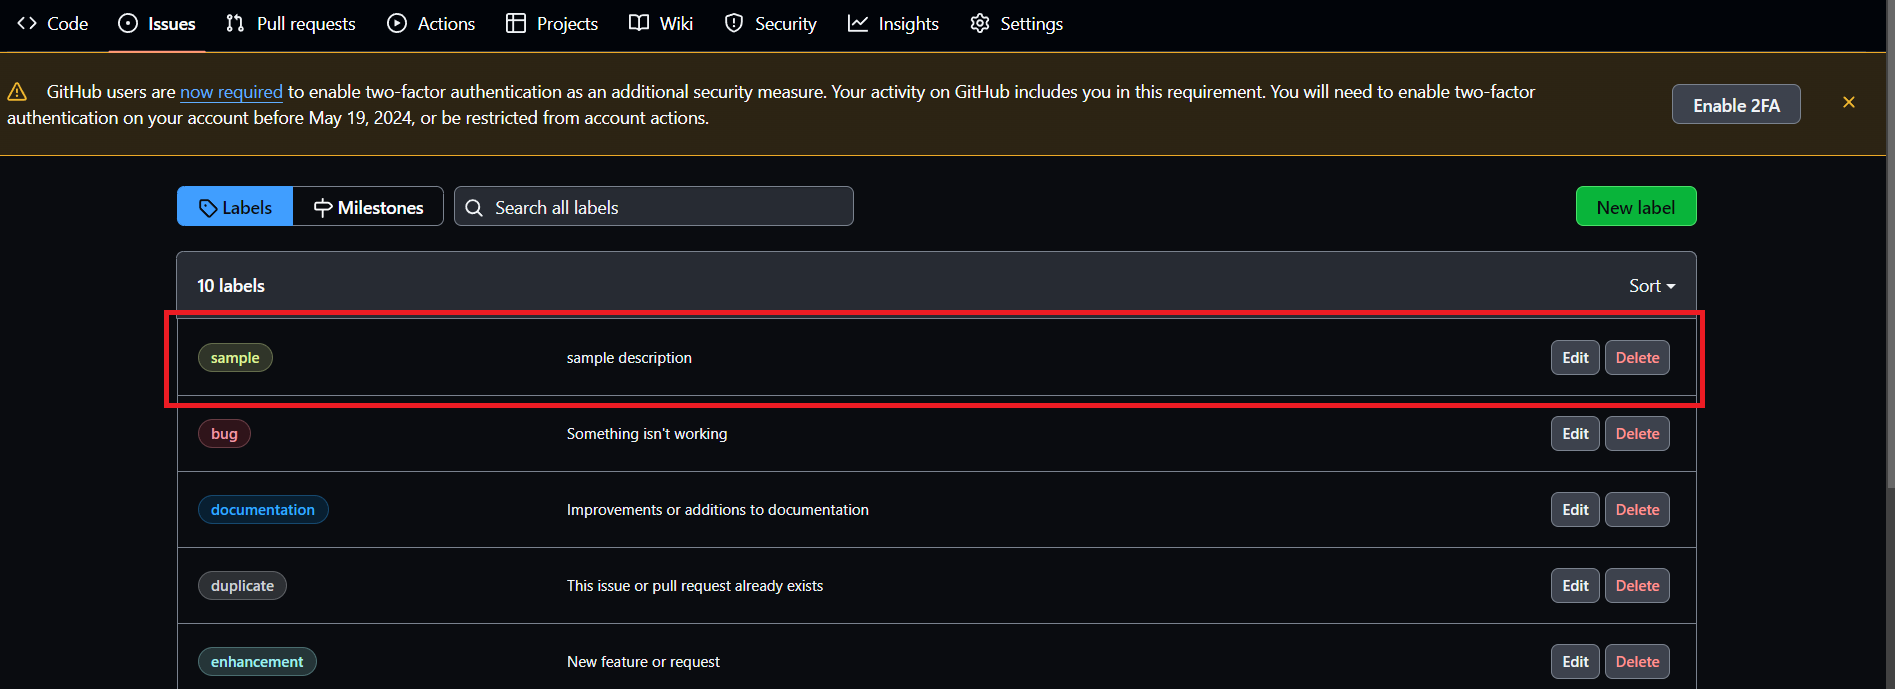 Code Issues Pull requests Actions Projects Wiki Security Insights Settings
GitHub users are now required to enable two-factor authentication as an additional security measure. Your activity on GitHub includes you in this requirement. You will need to enable two-factor
authentication on your account before May 19, 2024, or be restricted from account actions.
Enable 2FA
Labels Milestones Search all labels New label
10 labels Sort
sample sample description Edit Delete
bug Something isn't working Edit Delete
documentation Improvements or additions to documentation Edit Delete
duplicate This issue or pull request already exists Edit Delete
enhancement New feature or request Edit Delete